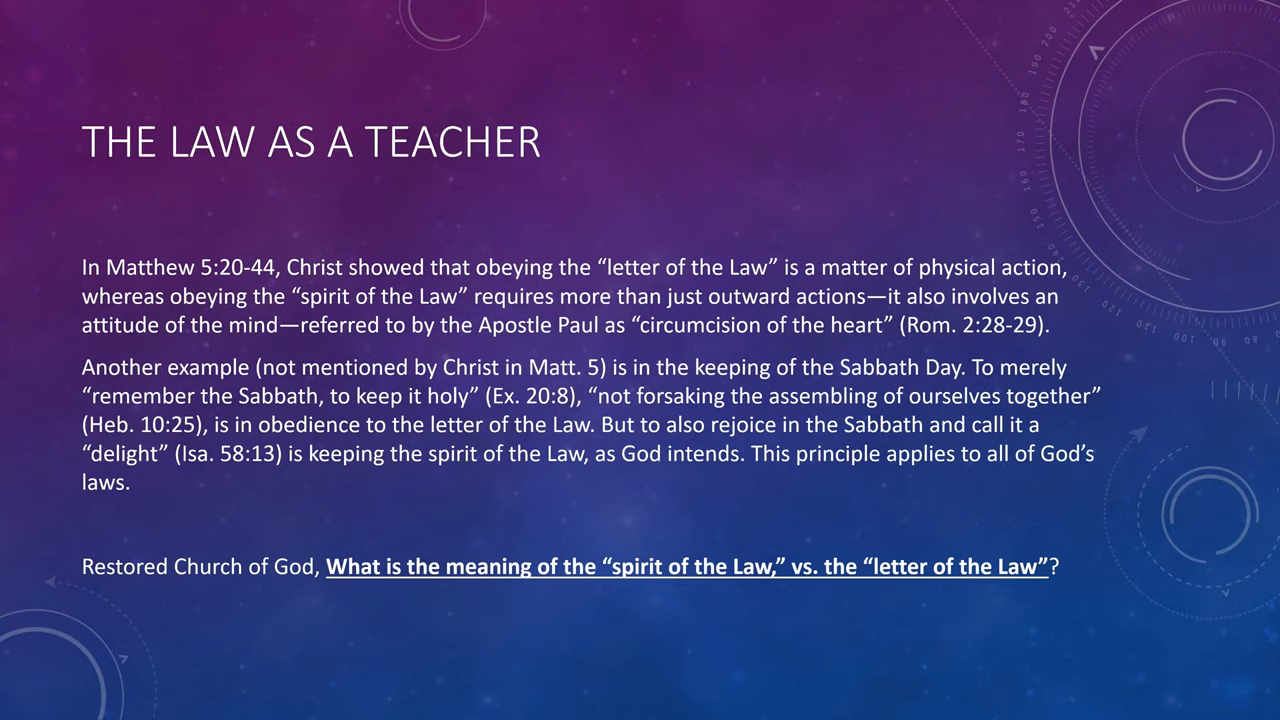 THE LAW AS A TEACHER
In Matthew 5:20-44, Christ showed that obeying the “letter of the Law” is a matter of physical action,
whereas obeying the “spirit of the Law” requires more than just outward actions—it also involves an
attitude of the mind—referred to by the Apostle Paul as “circumcision of the heart” (Rom. 2:28-29).
Another example (not mentioned by Christ in Matt. 5) is in the keeping of the Sabbath Day. To merely
“remember the Sabbath, to keep it holy” (Ex. 20:8), “not forsaking the assembling of ourselves together”
(Heb. 10:25), is in obedience to the letter of the Law. But to also rejoice in the Sabbath and call it a
“delight” (Isa. 58:13) is keeping the spirit of the Law, as God intends. This principle applies to all of God’s
laws.
Restored Church of God, What is the meaning of the “spirit of the Law,” vs. the “letter of the Law”?
200
190
180
170
160
150